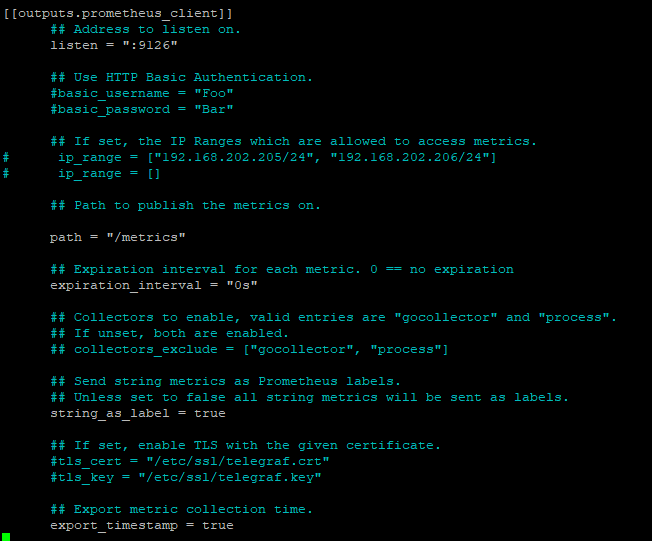 [[outputs.prometheus_client]]
## Address to listen on.
listen = ":9126"
## Use HTTP Basic Authentication.
#basic_username = "Foo"
#basic_password = "Bar"
## If set, the IP Ranges which are allowed to access metrics.
#      ip_range = ["192.168.202.205/24", "192.168.202.206/24"]
#      ip_range = []
## Path to publish the metrics on.
path = "/metrics"
## Expiration interval for each metric. 0 == no expiration
expiration_interval = "0s"
## Collectors to enable, valid entries are "gocollector" and "process".
## If unset, both are enabled.
## collectors_exclude = ["gocollector", "process"]
## Send string metrics as Prometheus labels.
## Unless set to false all string metrics will be sent as labels.
string_as_label = true
## If set, enable TLS with the given certificate.
#tls_cert = "/etc/ssl/telegraf.crt"
#tls_key = "/etc/ssl/telegraf.key"
## Export metric collection time.
export_timestamp = true